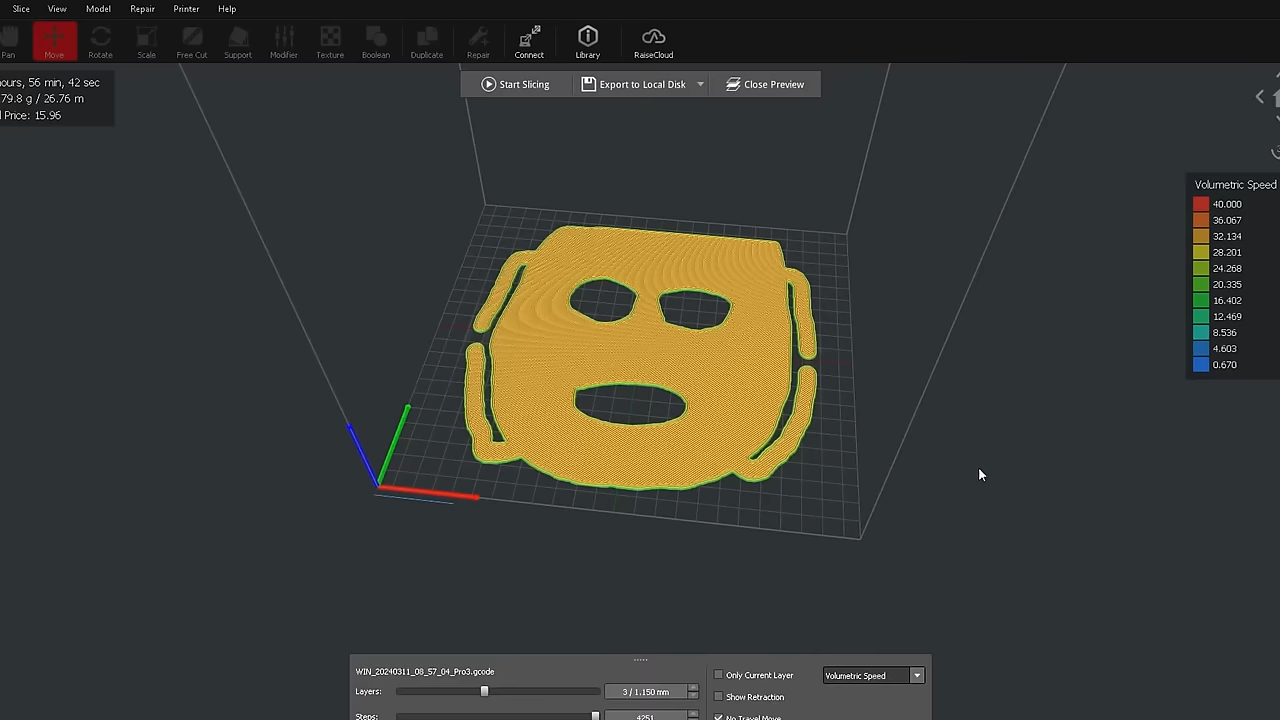 Slice View Model Repair Printer Help
Pan Move Rotate Scale Free Cut Support Modifier Texture Boolean Duplicate Repair Connect Library RaiseCloud
ours, 56 min, 42 sec
79.8 g / 26.76 m
Price: 15.96
Start Slicing Export to Local Disk Close Preview
Volumetric Speed
40.000
36.067
32.134
28.201
24.268
20.335
16.402
12.469
8.536
4.603
0.670
WIN_20240311_08_57_04_Pro3.gcode
Layers: 3 / 1.150 mm
Steps: 4251
Only Current Layer
Volumetric Speed
Show Retraction
No Travel Move